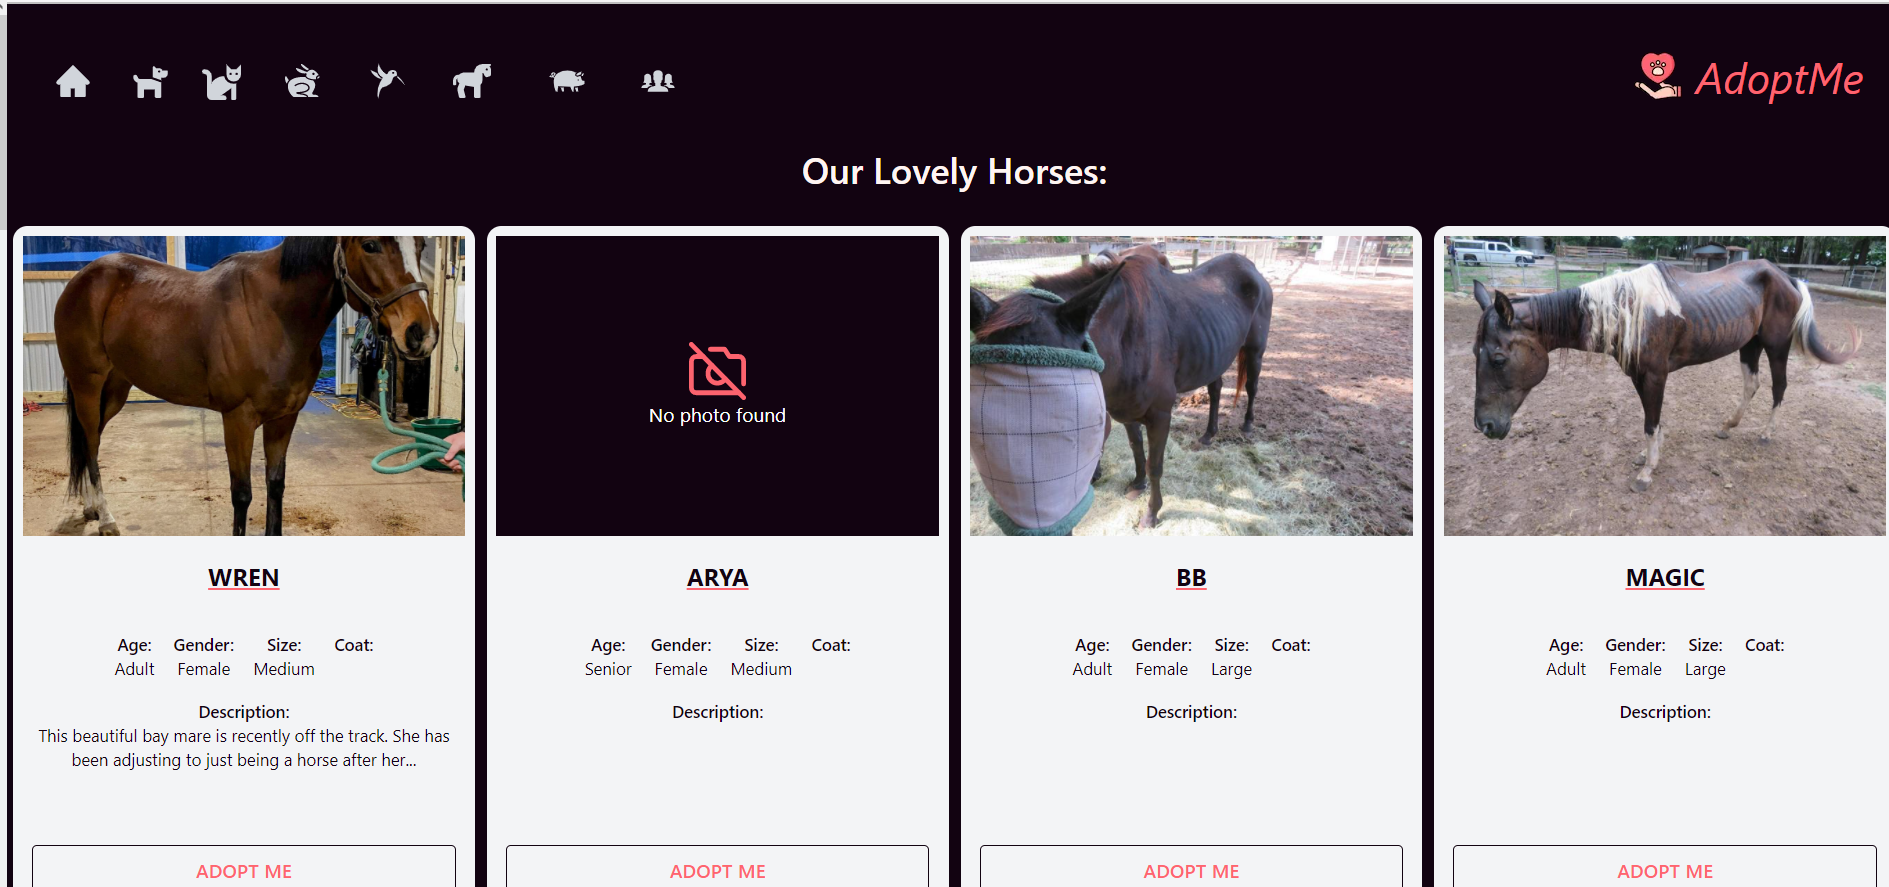 AdoptMe
Our Lovely Horses:
No photo found
WREN
Age: Gender: Size: Coat:
Adult Female Medium
Description:
This beautiful bay mare is recently off the track. She has
been adjusting to just being a horse after her...
ADOPT ME
ARYA
Age: Gender: Size: Coat:
Senior Female Medium
Description:
ADOPT ME
BB
Age: Gender: Size: Coat:
Adult Female Large
Description:
ADOPT ME
MAGIC
Age: Gender: Size: Coat:
Adult Female Large
Description:
ADOPT ME